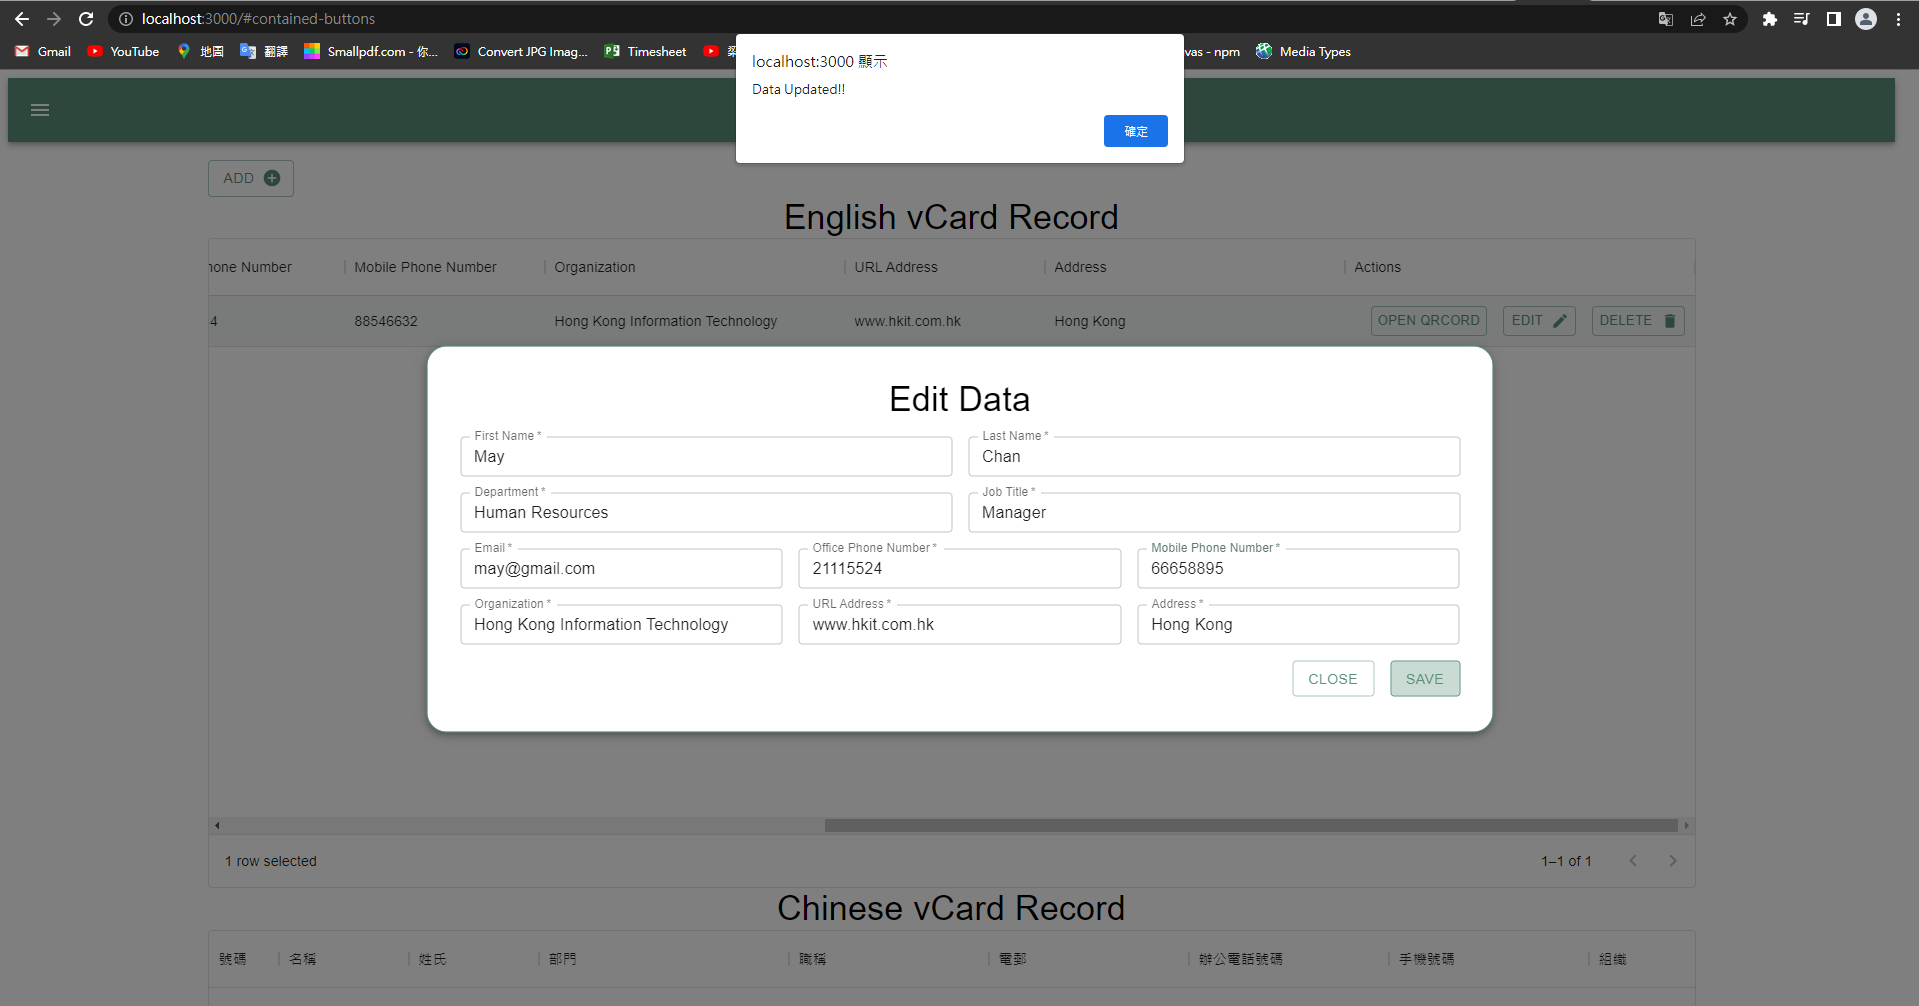 localhost:3000/#contained-buttons
Gmail YouTube 地圖 翻譯 Smallpdf.com - 你... Convert JPG Imag... Timesheet vas - npm Media Types
localhost:3000 顯示
Data Updated!!
確定
ADD
English vCard Record
hone Number Mobile Phone Number Organization URL Address Address Actions
4 88546632 Hong Kong Information Technology www.hkit.com.hk Hong Kong OPEN QRCORD EDIT DELETE
Edit Data
First Name * Last Name *
May Chan
Department * Job Title *
Human Resources Manager
Email * Office Phone Number * Mobile Phone Number *
may@gmail.com 21115524 66658895
Organization * URL Address * Address *
Hong Kong Information Technology www.hkit.com.hk Hong Kong
CLOSE SAVE
1 row selected 1–1 of 1
Chinese vCard Record
號碼 名稱 姓氏 部門 職稱 電郵 辦公電話號碼 手機號碼 組織